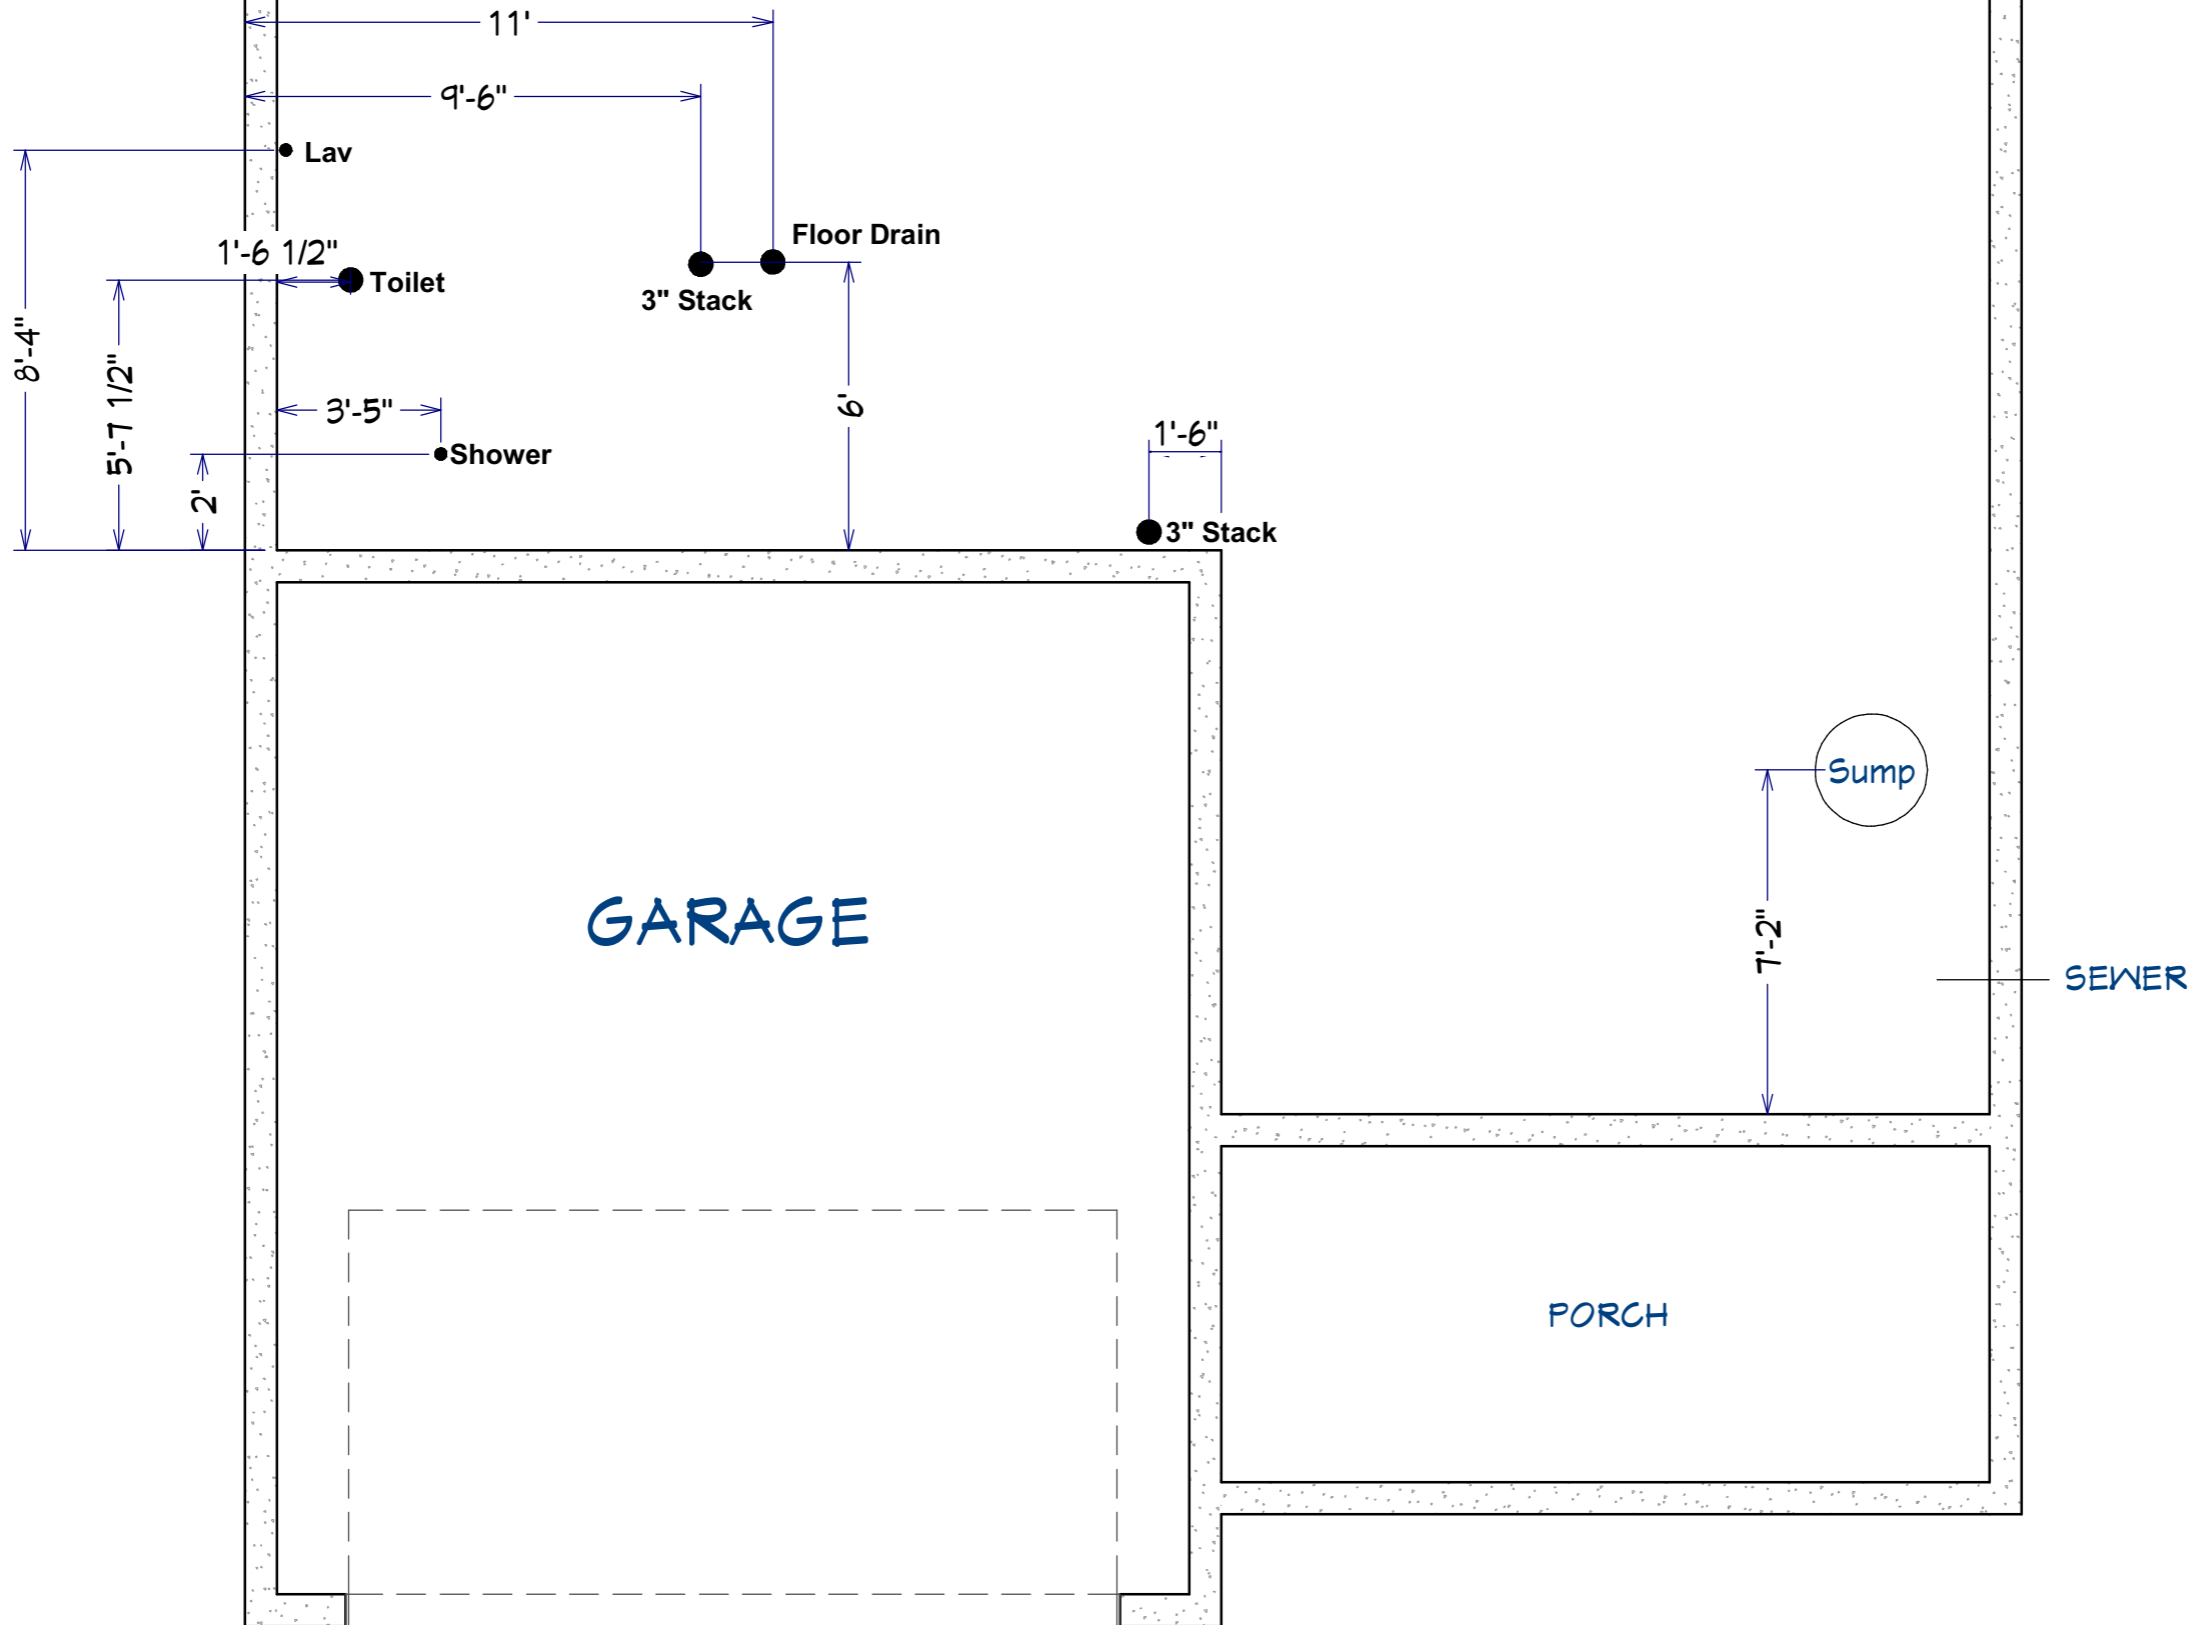 11'
9'-6"
Lav
Floor Drain
1'-6 1/2"
Toilet
3" Stack
8'-4"
5'-7 1/2"
3'-5"
6'
1'-6"
Shower
2'
3" Stack
Sump
GARAGE
7'-2"
SEWER
PORCH